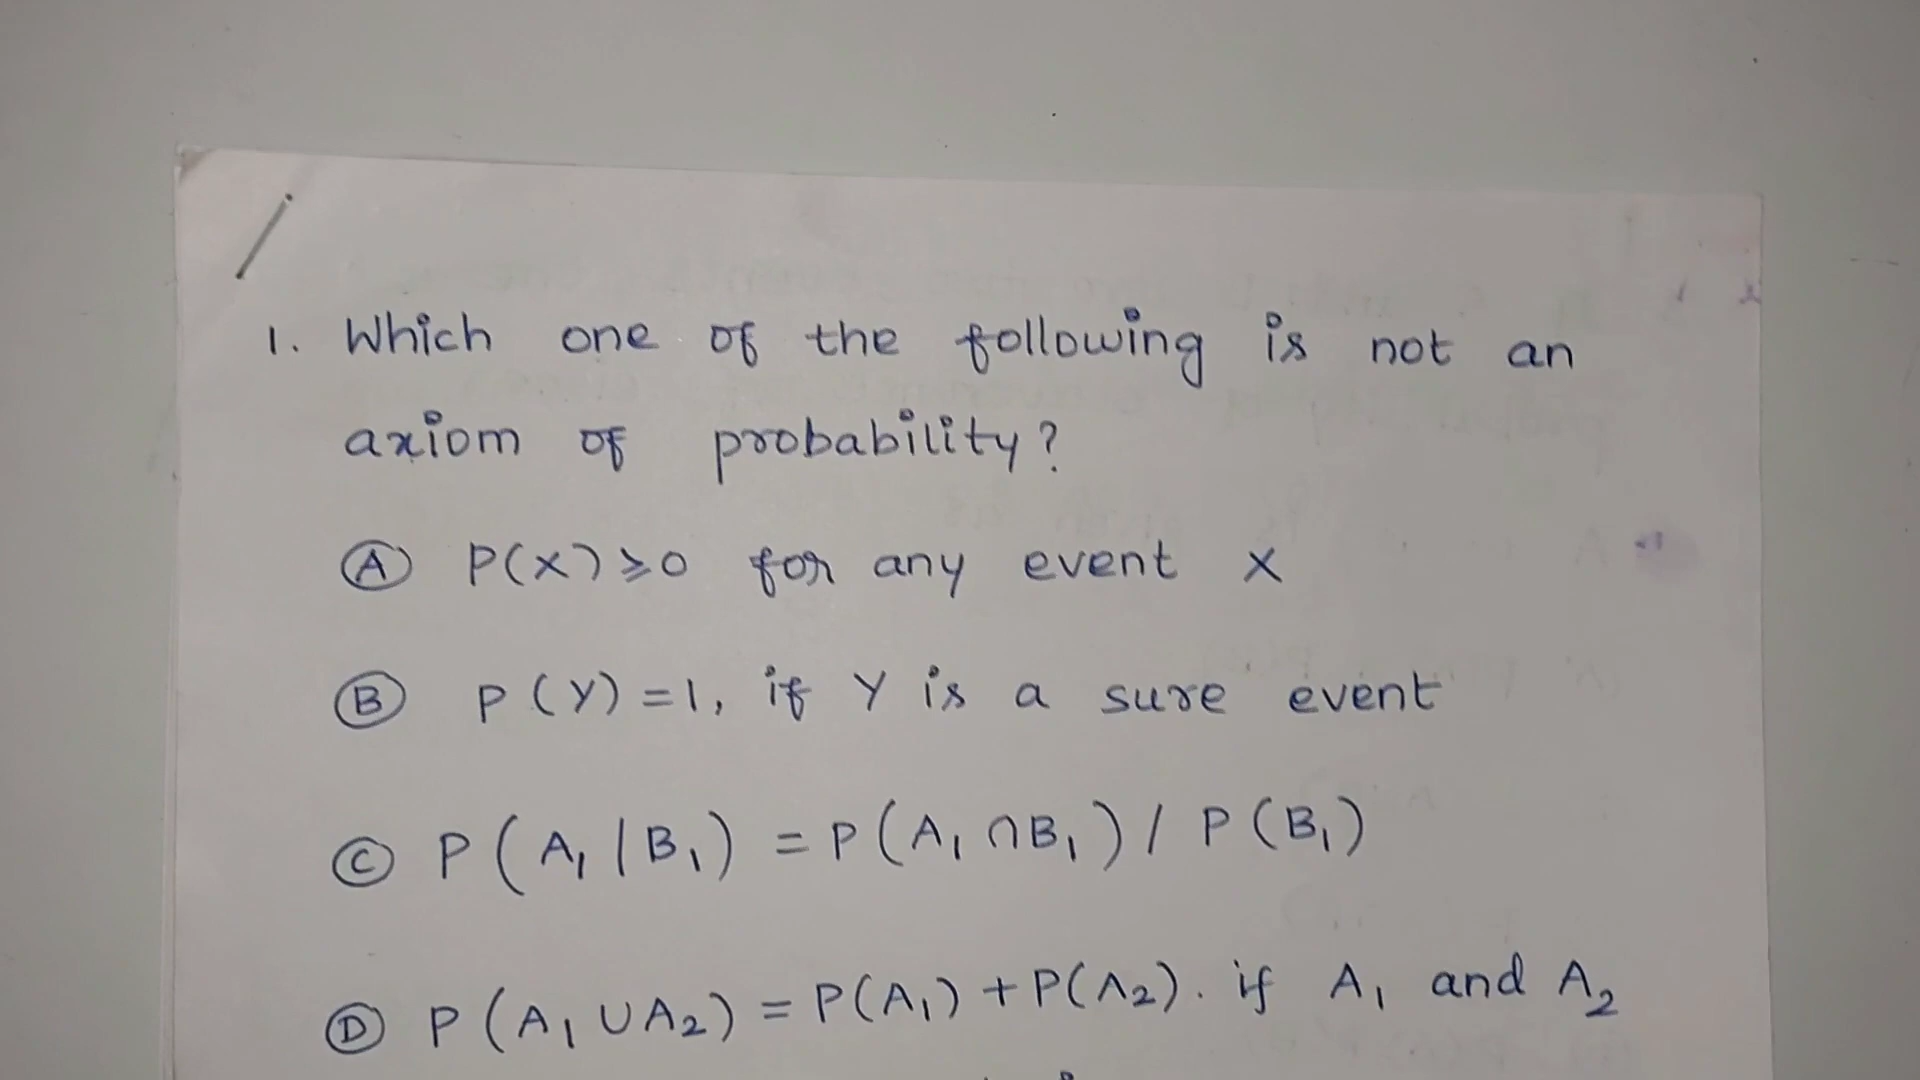 1. Which one of the following is not an
axiom of probability?
Ⓐ P(X)⩾0 for any event X
Ⓑ P(Y)=1, if Y is a sure event
Ⓒ P(A₁|B₁) = P(A₁∩B₁)/P(B₁)
Ⓓ P(A₁∪A₂) = P(A₁)+P(A₂). if A₁ and A₂